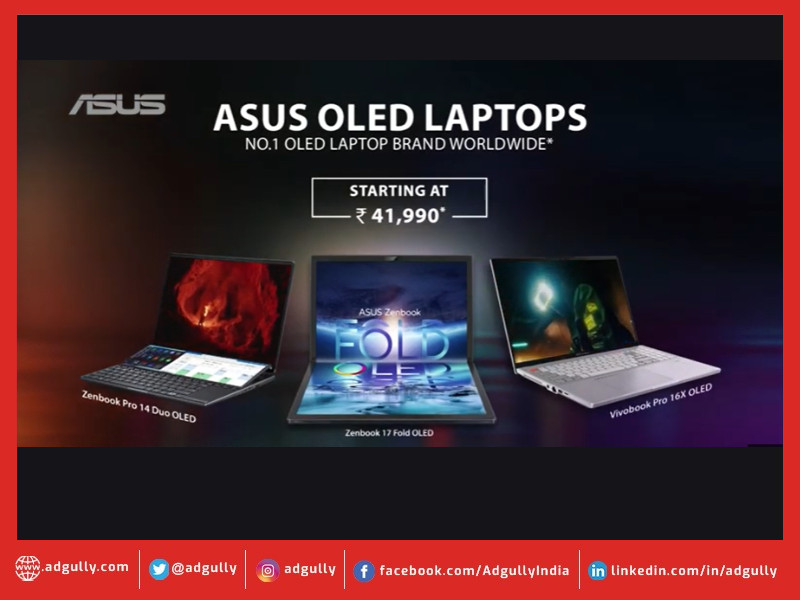 ASUS
ASUS OLED LAPTOPS
NO.1 OLED LAPTOP BRAND WORLDWIDE*
STARTING AT
₹ 41,990*
ASUS Zenbook
FOLD
OLED
Zenbook Pro 14 Duo OLED
Zenbook 17 Fold OLED
Vivobook Pro 16X OLED
www.adgully.com
@adgully
adgully
facebook.com/AdgullyIndia
linkedin.com/in/adgully